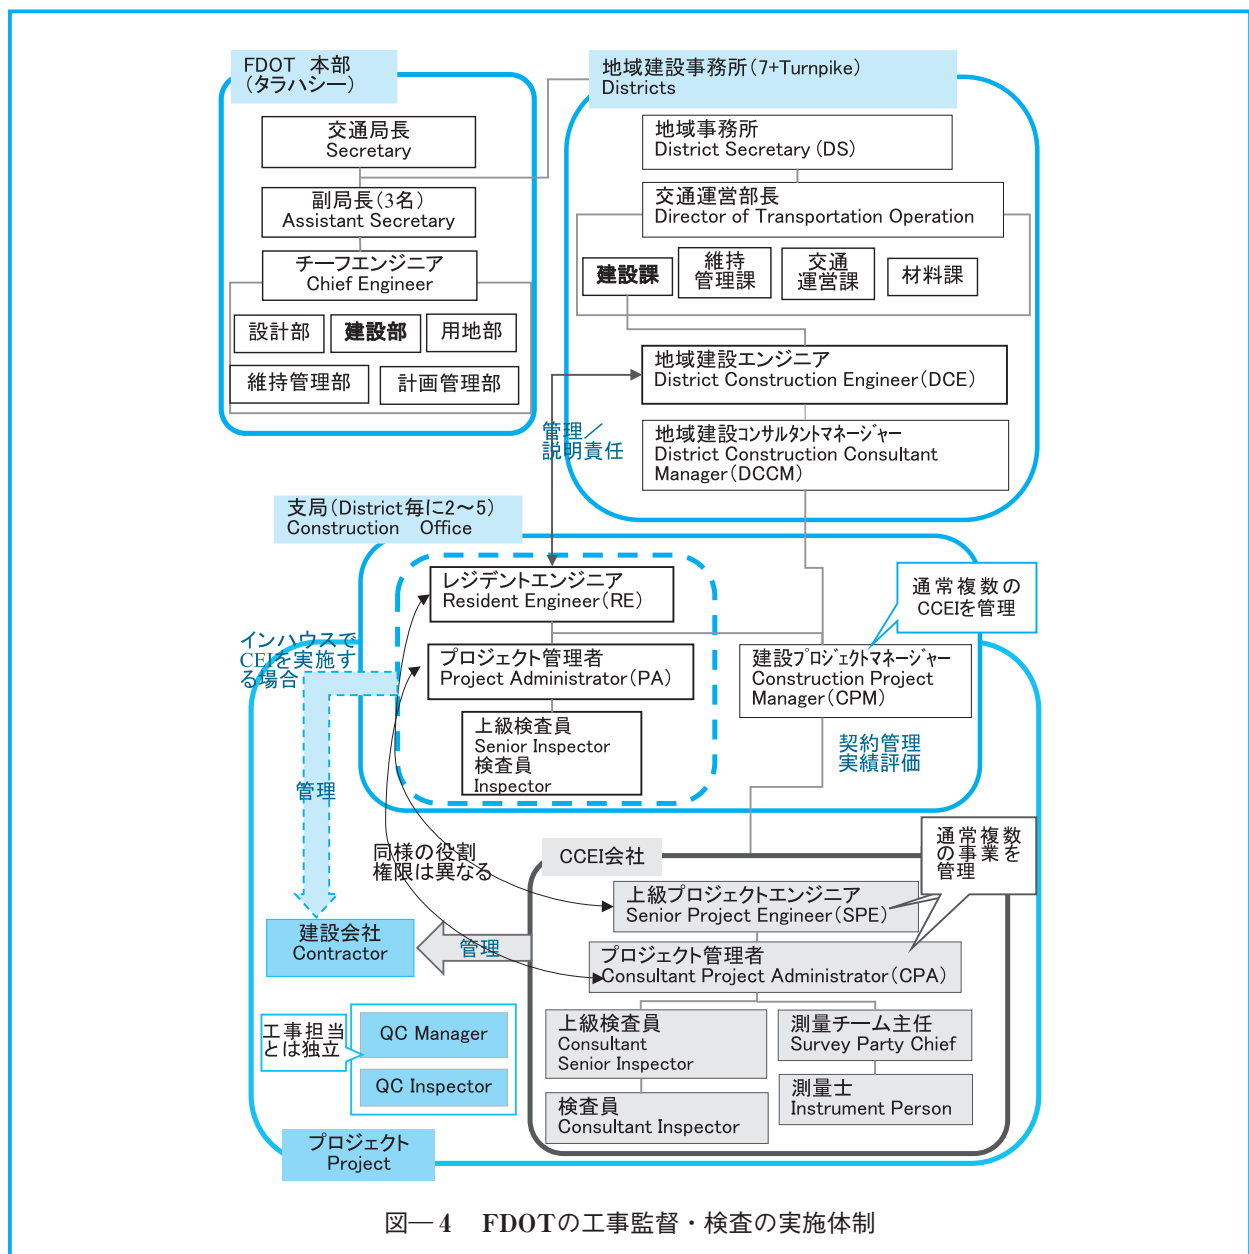 FDOT 本部
(タラハシー)
交通局長
Secretary
副局長(3名)
Assistant Secretary
チーフエンジニア
Chief Engineer
設計部
建設部
用地部
維持管理部
計画管理部
地域建設事務所(7+Turnpike)
Districts
地域事務所
District Secretary (DS)
交通運営部長
Director of Transportation Operation
建設課
維持
管理課
交通
運営課
材料課
地域建設エンジニア
District Construction Engineer(DCE)
管理／
説明責任
地域建設コンサルタントマネージャー
District Construction Consultant
Manager(DCCM)
支局(District毎に2～5)
Construction Office
レジデントエンジニア
Resident Engineer(RE)
通常複数の
CCEIを管理
インハウスで
CEIを実施す
る場合
プロジェクト管理者
Project Administrator(PA)
建設プロジェクトマネージャー
Construction Project
Manager(CPM)
上級検査員
Senior Inspector
検査員
Inspector
契約管理
実績評価
管理
同様の役割
権限は異なる
CCEI会社
通常複数
の事業を
管理
上級プロジェクトエンジニア
Senior Project Engineer(SPE)
建設会社
Contractor
管理
プロジェクト管理者
Consultant Project Administrator(CPA)
工事担当
とは独立
QC Manager
QC Inspector
上級検査員
Consultant
Senior Inspector
測量チーム主任
Survey Party Chief
検査員
Consultant Inspector
測量士
Instrument Person
プロジェクト
Project
図―4 FDOTの工事監督・検査の実施体制